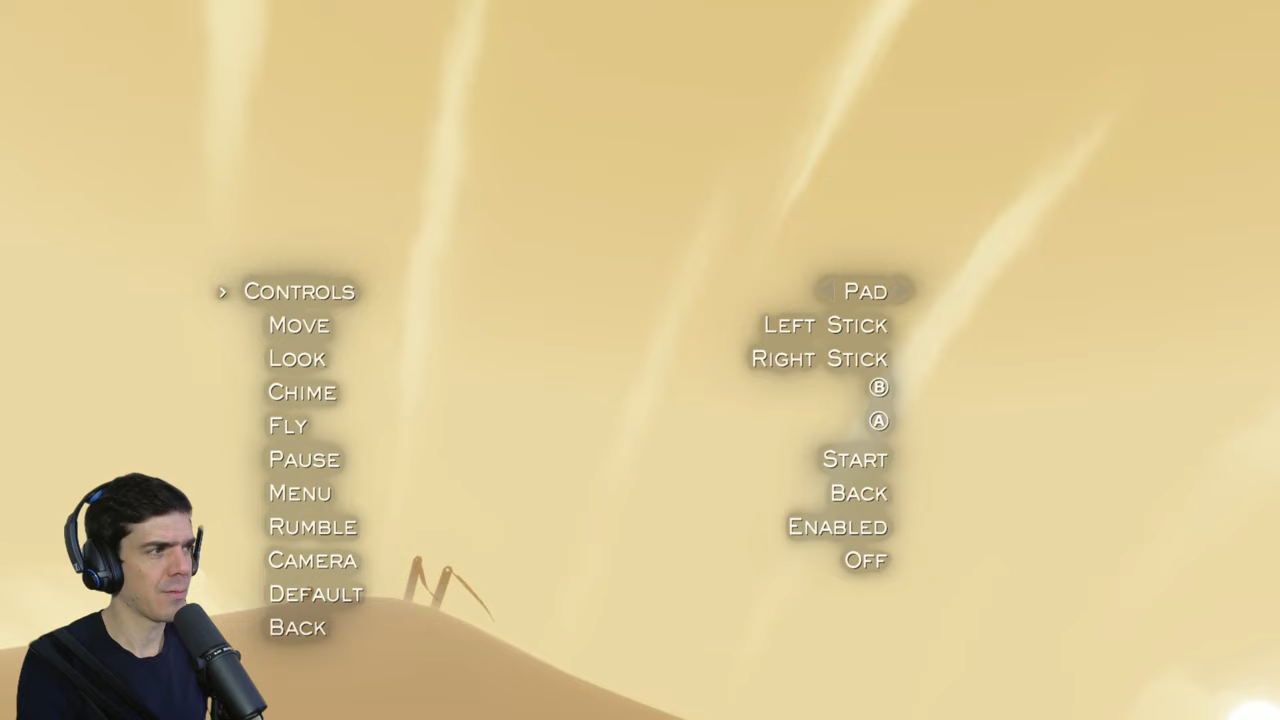 > CONTROLS PAD
MOVE LEFT STICK
LOOK RIGHT STICK
CHIME B
FLY A
PAUSE START
MENU BACK
RUMBLE ENABLED
CAMERA OFF
DEFAULT
BACK